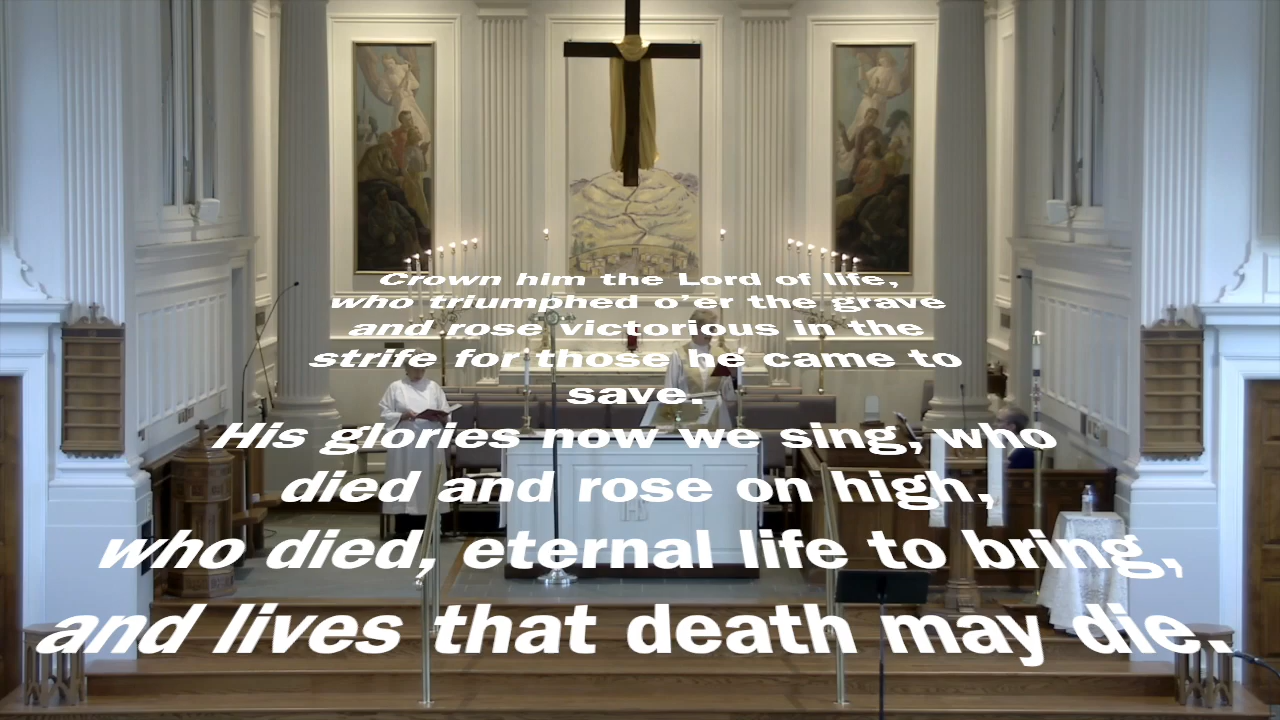 Crown him the Lord of life,
who triumphed o'er the grave
and rose victorious in the
strife for those he came to
save.
His glories now we sing, who
died and rose on high,
who died, eternal life to bring,
and lives that death may die.
IHS